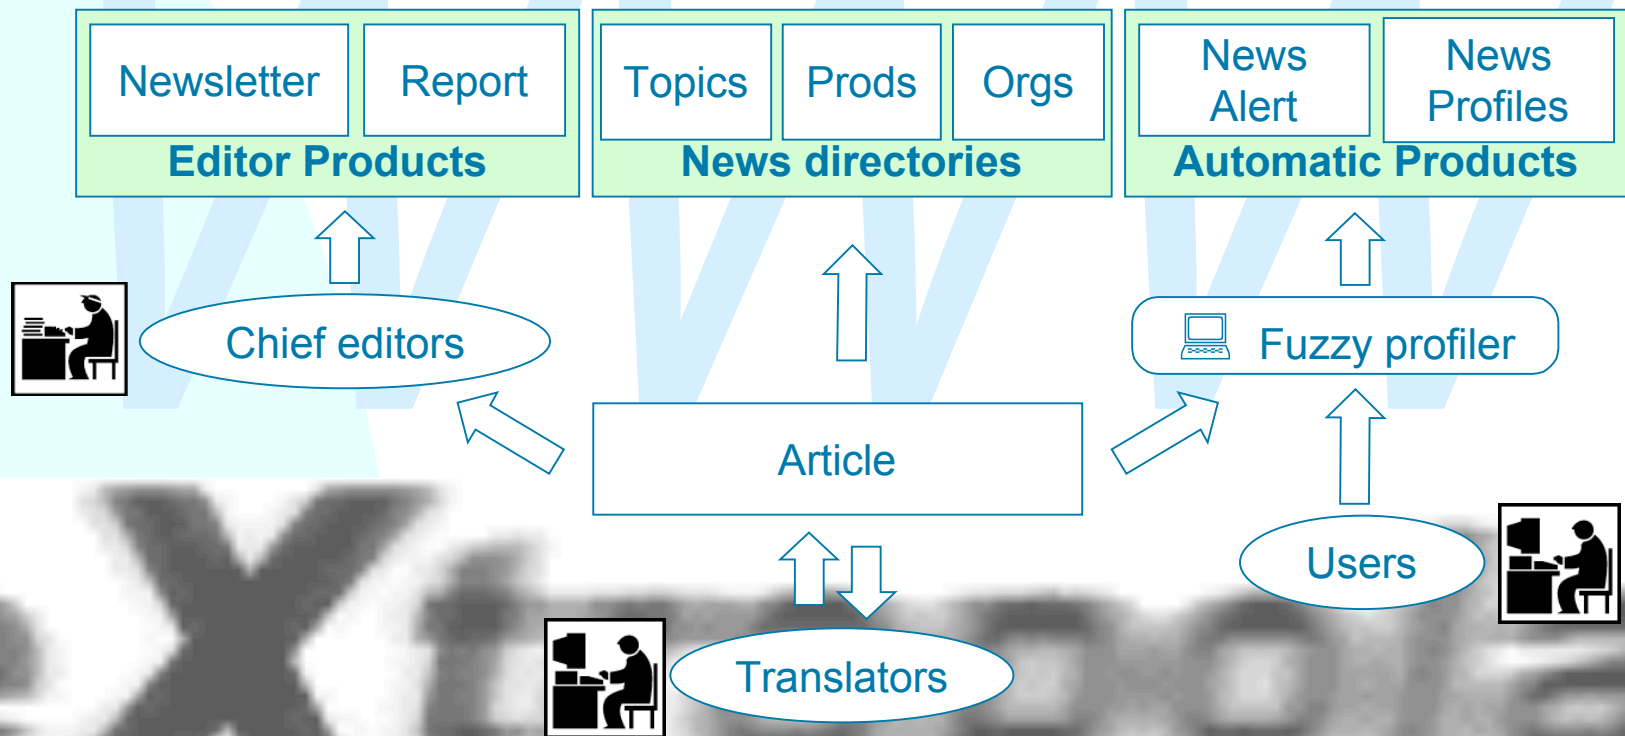 Newsletter
Report
Editor Products
Topics
Prods
Orgs
News directories
News
Alert
News
Profiles
Automatic Products
Chief editors
Fuzzy profiler
Article
Users
Translators